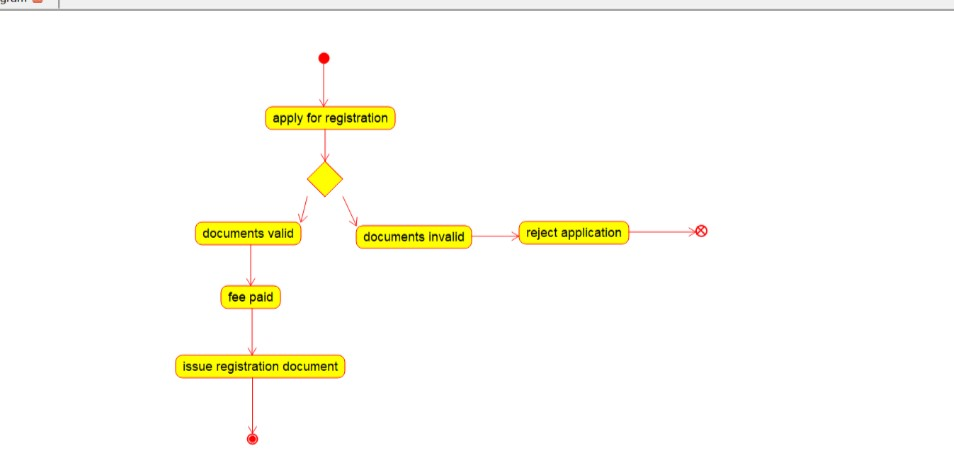 apply for registration
documents valid
documents invalid
reject application
fee paid
issue registration document